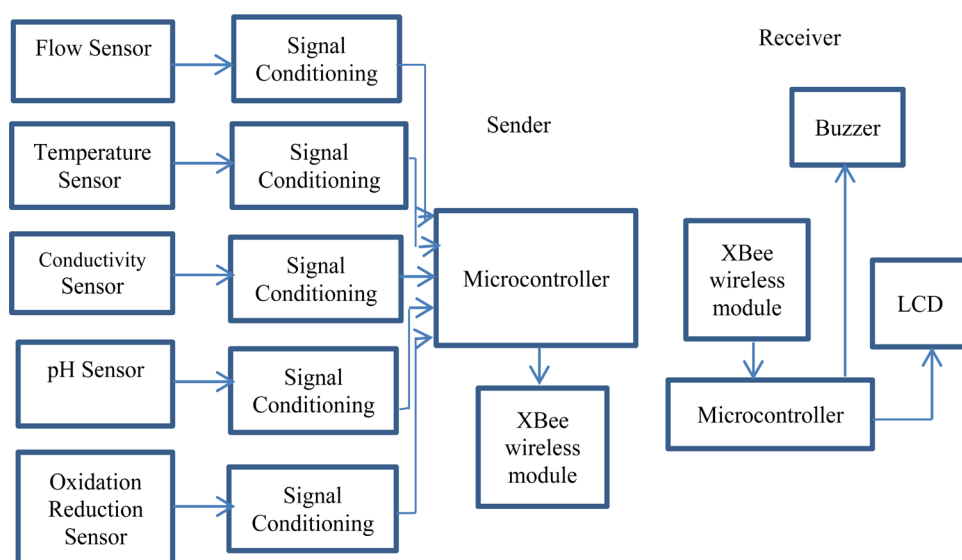 Flow Sensor
Signal
Conditioning
Temperature
Sensor
Signal
Conditioning
Conductivity
Sensor
Signal
Conditioning
pH Sensor
Signal
Conditioning
Oxidation
Reduction
Sensor
Signal
Conditioning
Sender
Microcontroller
XBee
wireless
module
Receiver
Buzzer
XBee
wireless
module
LCD
Microcontroller